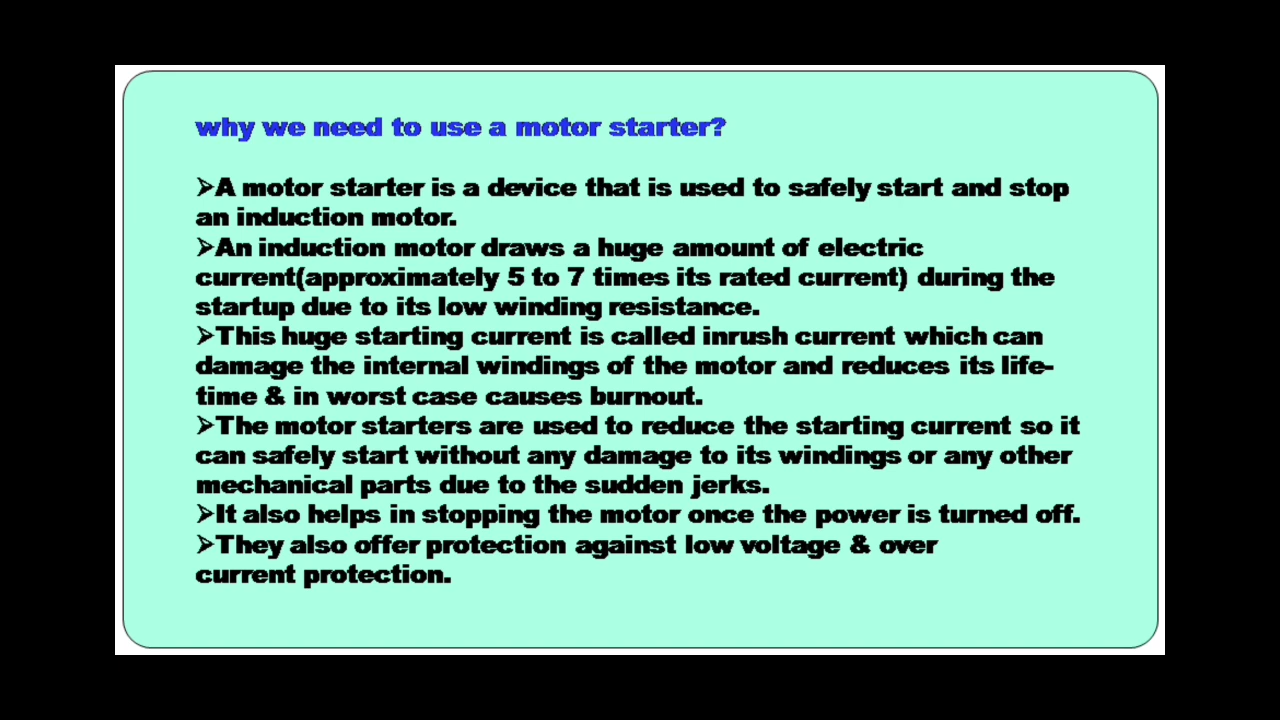 why we need to use a motor starter?
➢A motor starter is a device that is used to safely start and stop
an induction motor.
➢An induction motor draws a huge amount of electric
current(approximately 5 to 7 times its rated current) during the
startup due to its low winding resistance.
➢This huge starting current is called inrush current which can
damage the internal windings of the motor and reduces its life-
time & in worst case causes burnout.
➢The motor starters are used to reduce the starting current so it
can safely start without any damage to its windings or any other
mechanical parts due to the sudden jerks.
➢It also helps in stopping the motor once the power is turned off.
➢They also offer protection against low voltage & over
current protection.